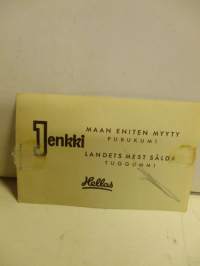 Jenkki
MAAN ENITEN MYYTY
PURUKUMI
LANDETS MEST SÅLDA
TUGGUMMI
Hellas